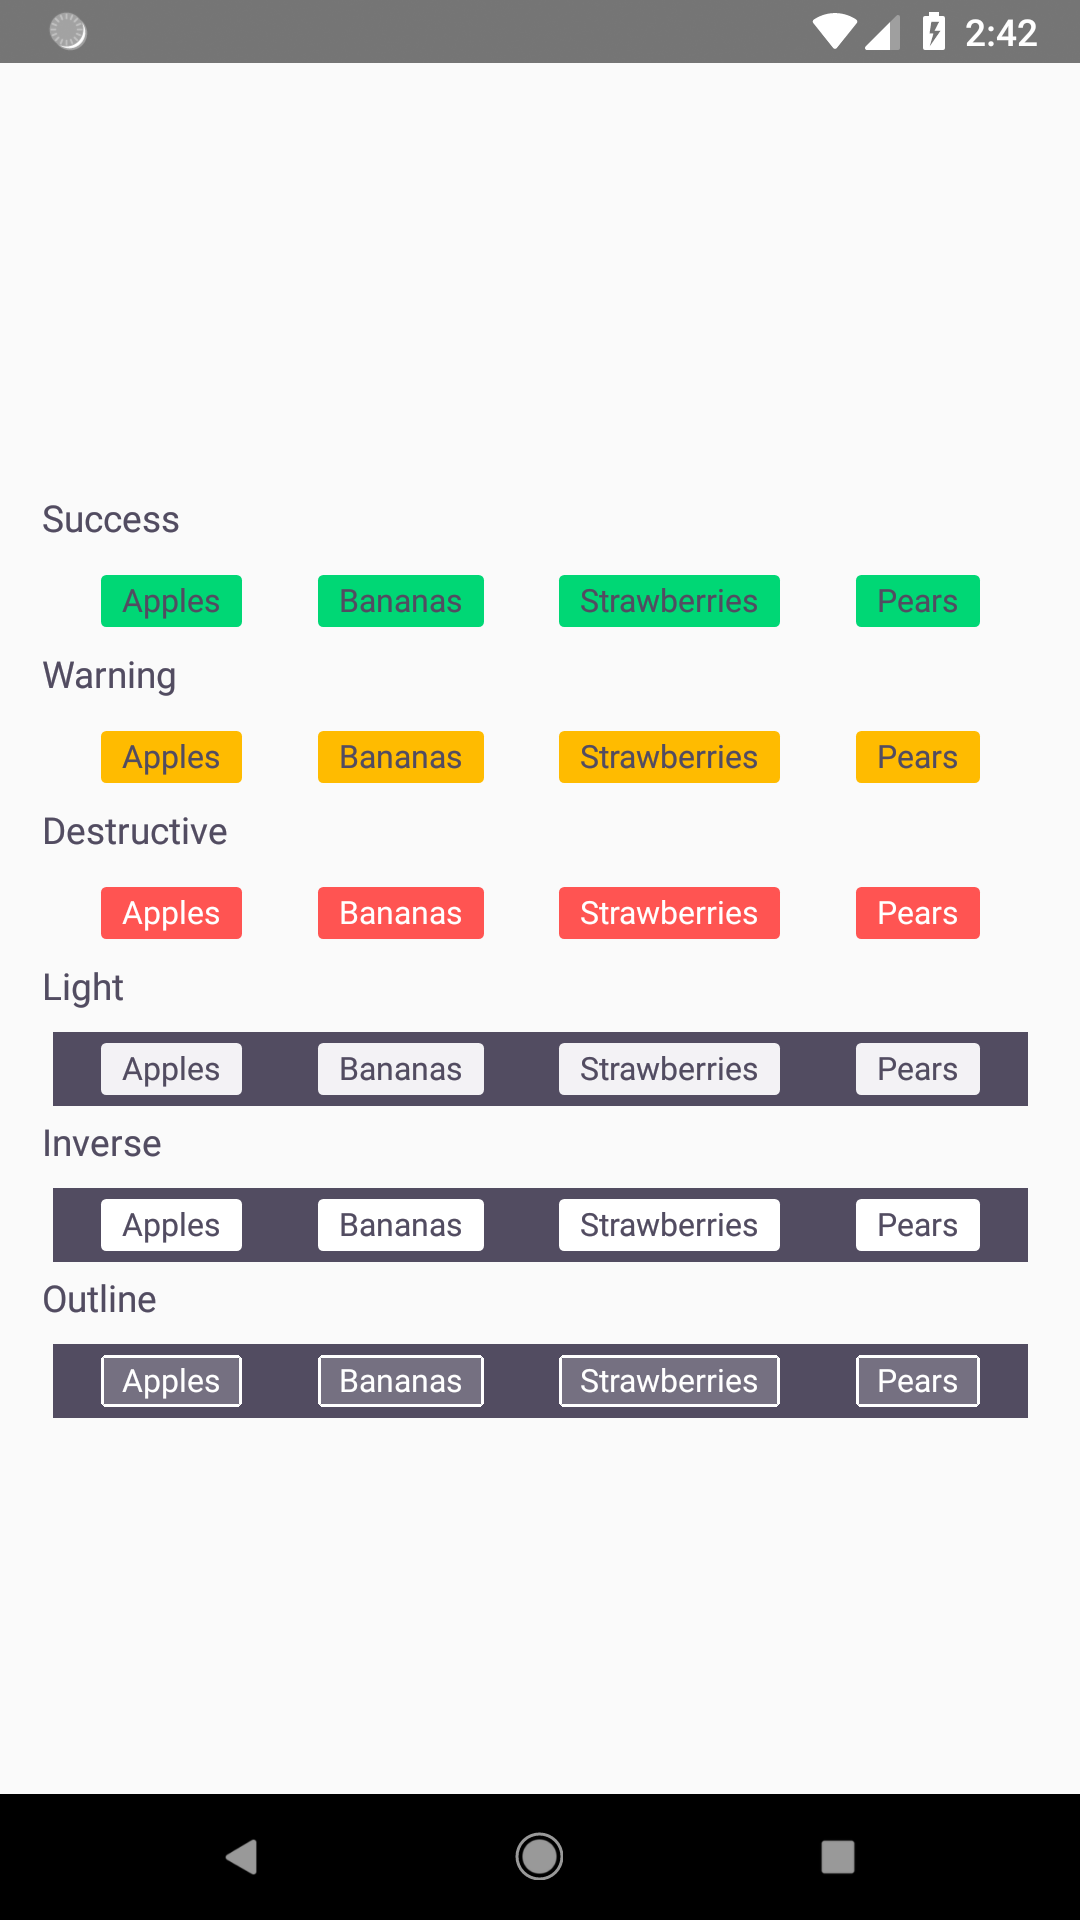 2:42
Success
Apples Bananas Strawberries Pears
Warning
Apples Bananas Strawberries Pears
Destructive
Apples Bananas Strawberries Pears
Light
Apples Bananas Strawberries Pears
Inverse
Apples Bananas Strawberries Pears
Outline
Apples Bananas Strawberries Pears